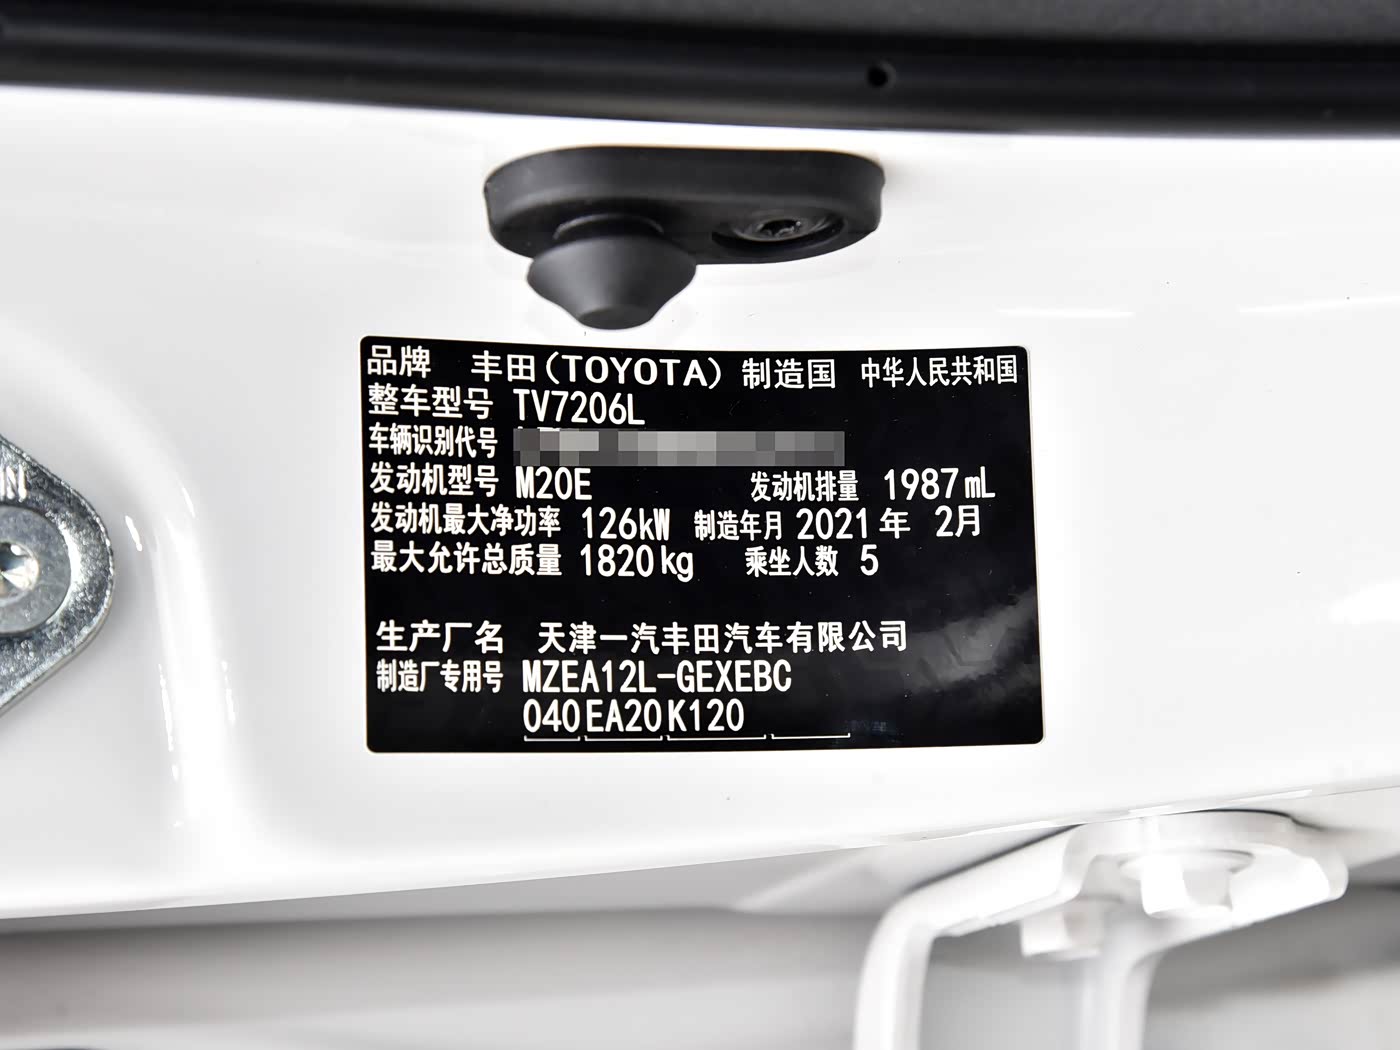 品牌 丰田(TOYOTA) 制造国 中华人民共和国
整车型号 TV7206L
车辆识别代号
发动机型号 M20E 发动机排量 1987mL
发动机最大净功率 126kW 制造年月 2021年 2月
最大允许总质量 1820kg 乘坐人数 5
生产厂名 天津一汽丰田汽车有限公司
制造厂专用号 MZEA12L-GEXEBC
040 EA20 K120